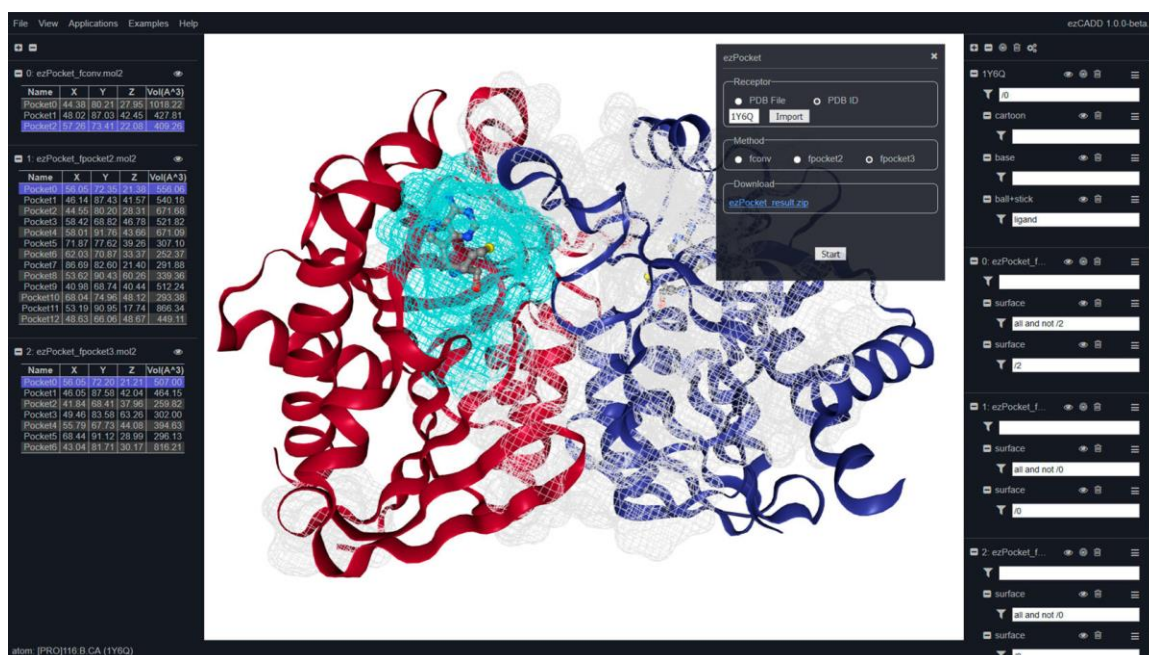 File View Applications Examples Help
ezCADD 1.0.0-beta
0: ezPocket_fconv.mol2
Name X Y Z Vol(A^3)
Pocket0 44.38 80.21 27.95 1018.22
Pocket1 48.02 87.03 42.45 427.81
Pocket2 57.26 73.41 22.08 409.26
1: ezPocket_fpocket2.mol2
Name X Y Z Vol(A^3)
Pocket0 56.05 72.35 21.38 556.06
Pocket1 46.14 87.43 41.57 540.18
Pocket2 44.55 80.20 28.31 671.68
Pocket3 58.42 68.82 46.78 521.82
Pocket4 58.01 91.76 43.66 671.09
Pocket5 71.87 77.62 39.26 307.10
Pocket6 62.03 70.87 33.37 252.37
Pocket7 86.69 82.60 21.40 291.88
Pocket8 53.62 90.43 60.26 339.36
Pocket9 40.98 68.74 40.44 512.24
Pocket10 68.04 74.96 48.12 293.38
Pocket11 53.19 90.95 17.74 866.34
Pocket12 48.63 66.06 48.67 449.11
2: ezPocket_fpocket3.mol2
Name X Y Z Vol(A^3)
Pocket0 56.05 72.20 21.21 507.00
Pocket1 46.05 87.58 42.04 464.15
Pocket2 41.84 68.41 37.96 259.82
Pocket3 49.46 83.58 63.26 302.00
Pocket4 55.79 67.73 44.08 394.63
Pocket5 68.44 91.12 28.99 296.13
Pocket6 43.04 81.71 30.17 816.21
atom: [PRO]116:B.CA (1Y6Q)
ezPocket
Receptor
PDB File PDB ID
1Y6Q Import
Method
fconv fpocket2 fpocket3
Download
ezPocket_result.zip
Start
1Y6Q
/0
cartoon
base
ball+stick
ligand
0: ezPocket_f...
surface
all and not /2
surface
/2
1: ezPocket_f...
surface
all and not /0
surface
/0
2: ezPocket_f...
surface
all and not /0
surface